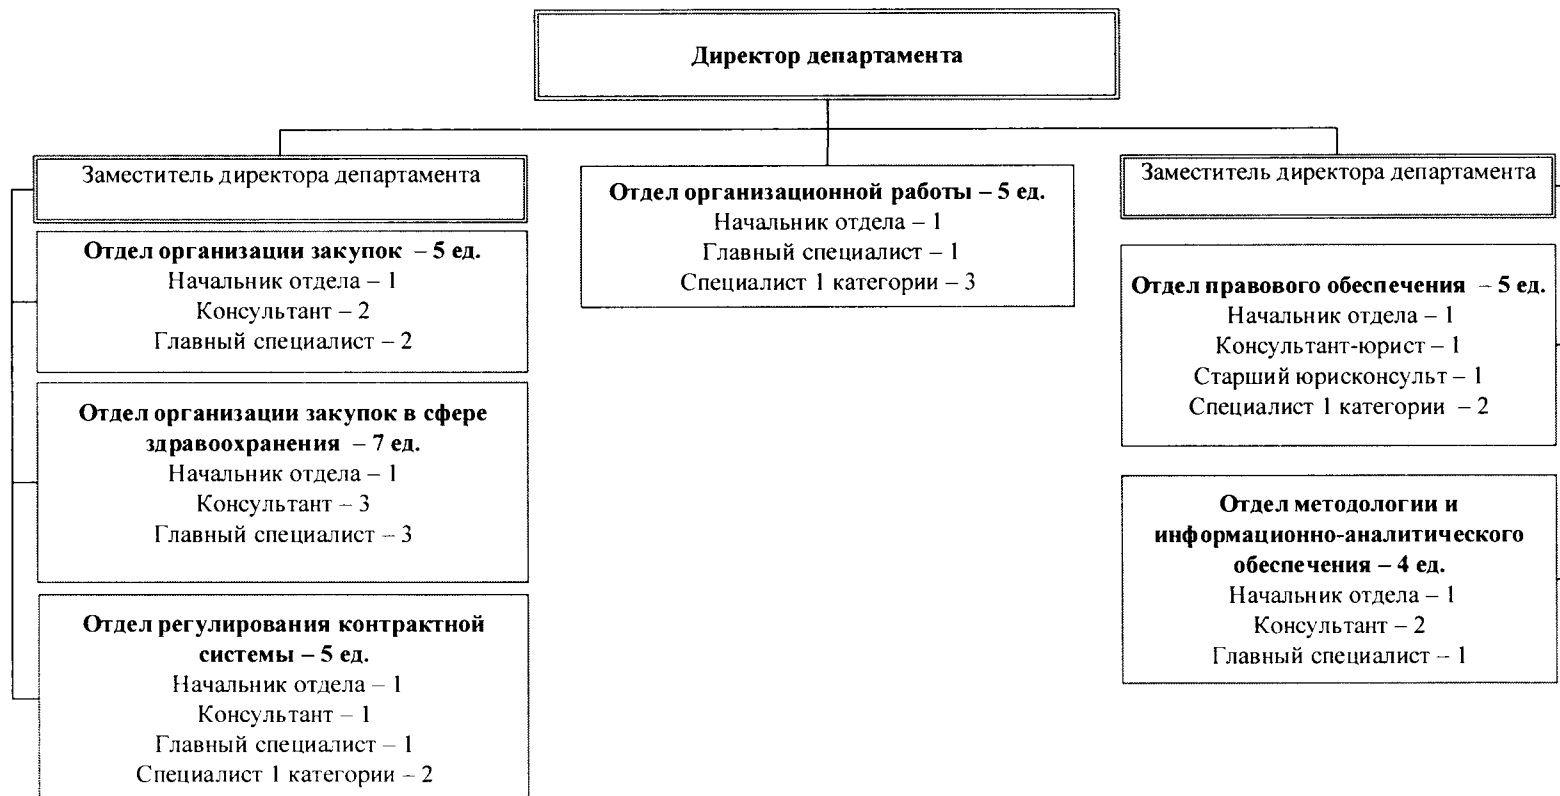 Директор департамента
Заместитель директора департамента
Отдел организации закупок – 5 ед.
Начальник отдела – 1
Консультант – 2
Главный специалист – 2
Отдел организации закупок в сфере
здравоохранения – 7 ед.
Начальник отдела – 1
Консультант – 3
Главный специалист – 3
Отдел регулирования контрактной
системы – 5 ед.
Начальник отдела – 1
Консультант – 1
Главный специалист – 1
Специалист 1 категории – 2
Отдел организационной работы – 5 ед.
Начальник отдела – 1
Главный специалист – 1
Специалист 1 категории – 3
Заместитель директора департамента
Отдел правового обеспечения – 5 ед.
Начальник отдела – 1
Консультант-юрист – 1
Старший юрисконсульт – 1
Специалист 1 категории – 2
Отдел методологии и
информационно-аналитического
обеспечения – 4 ед.
Начальник отдела – 1
Консультант – 2
Главный специалист – 1